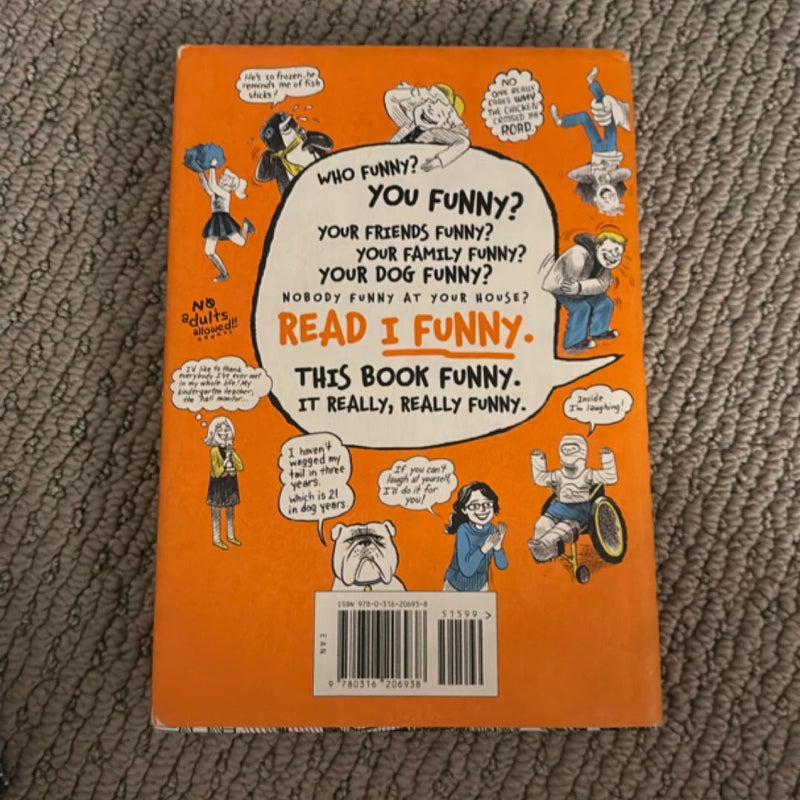 He's so frozen, he
reminds me of fish
sticks!
NO
ONE REALLY
CARES WHY
THE CHICKEN
CROSSED THE
ROAD.
WHO FUNNY?
YOU FUNNY?
YOUR FRIENDS FUNNY?
YOUR FAMILY FUNNY?
YOUR DOG FUNNY?
NOBODY FUNNY AT YOUR HOUSE?
READ I FUNNY.
THIS BOOK FUNNY.
IT REALLY, REALLY FUNNY.
No
adults
allowed!!
I'd like to thank
everybody I've ever met
in my whole life! My
kindergarten teacher,
the hall monitor...
Inside
I'm laughing!
I haven't
wagged my
tail in three
years.
Which is 21
in dog years.
If you can't
laugh at yourself,
I'll do it for
you!
ISBN 978-0-316-20693-8
51599 >
EAN
9 780316 206938